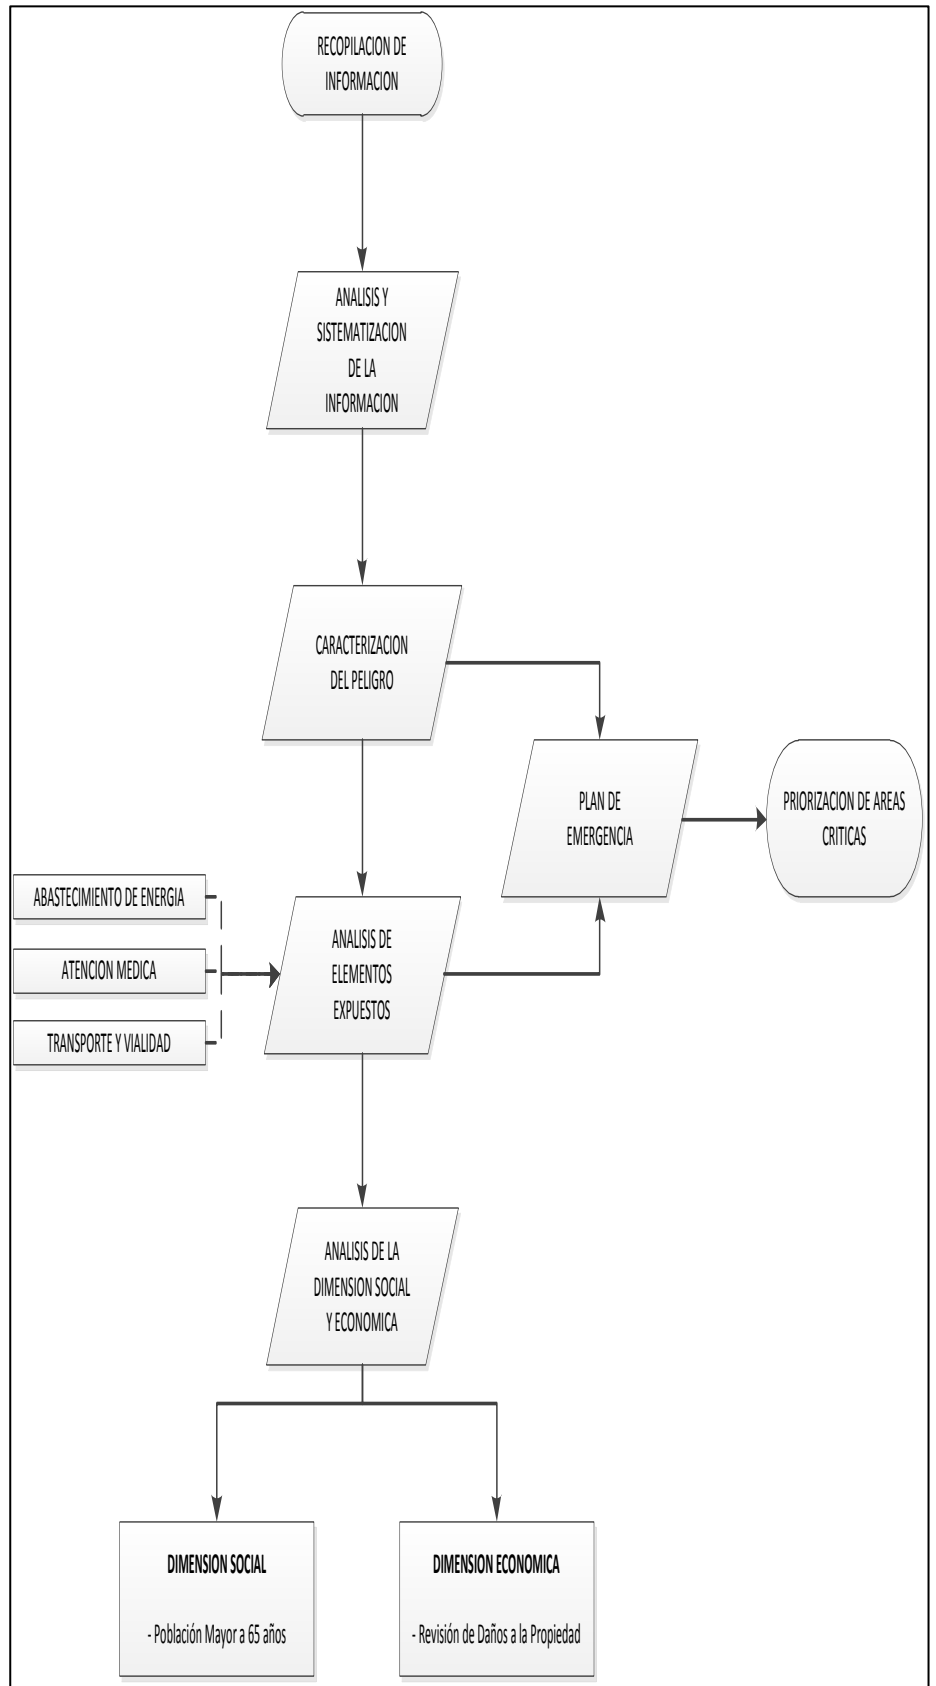 RECOPILACION DE
INFORMACION
ANALISIS Y
SISTEMATIZACION
DE LA
INFORMACION
CARACTERIZACION
DEL PELIGRO
PLAN DE
EMERGENCIA
PRIORIZACION DE AREAS
CRITICAS
ABASTECIMIENTO DE ENERGIA
ATENCION MEDICA
TRANSPORTE Y VIALIDAD
ANALISIS DE
ELEMENTOS
EXPUESTOS
ANALISIS DE LA
DIMENSION SOCIAL
Y ECONOMICA
DIMENSION SOCIAL
- Población Mayor a 65 años
DIMENSION ECONOMICA
- Revisión de Daños a la Propiedad